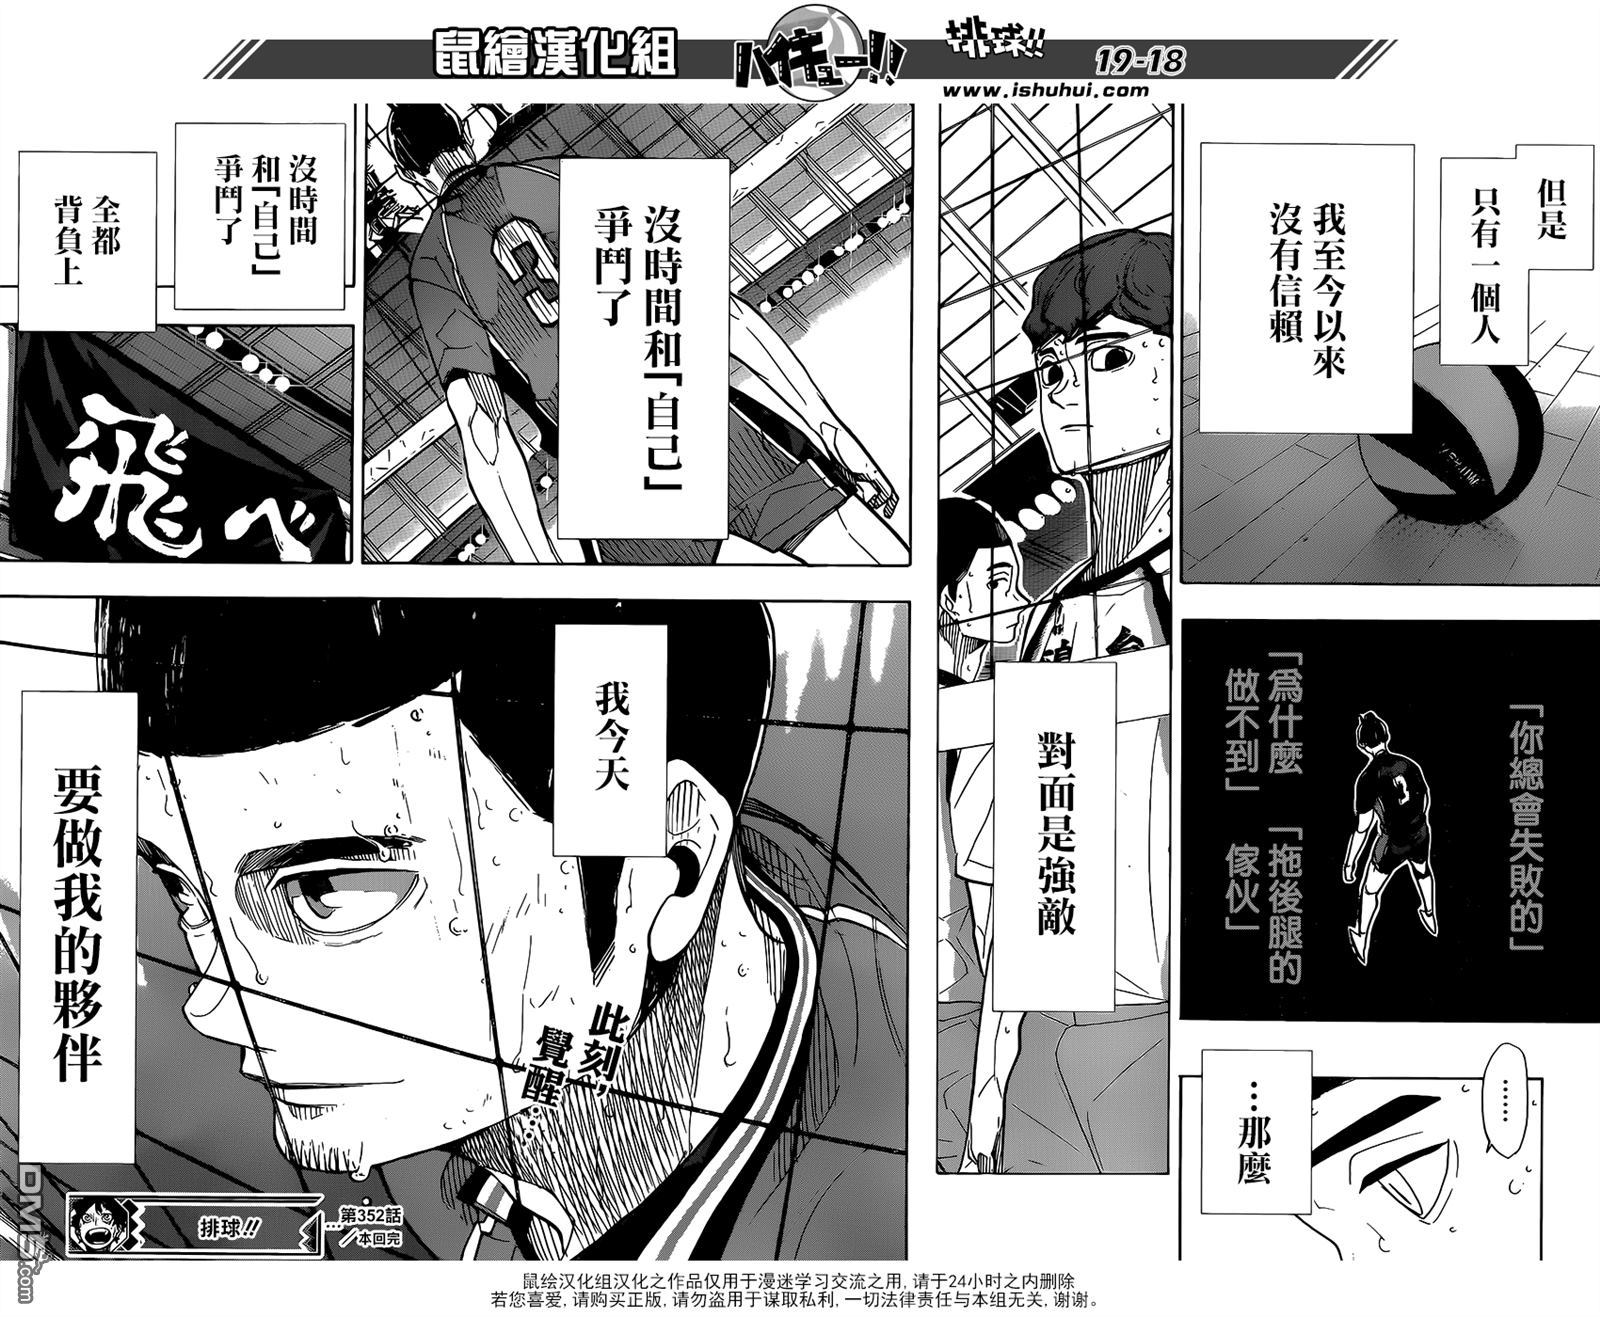 鼠繪漢化組
ハイキュー!!
排球!!
19-18
www.ishuhui.com
但是
只有一個人
我至今以來
沒有信賴
「你總會失敗的」
「爲什麼
做不到」
「拖後腿的
傢伙」
……
…那麼
對面是強敵
沒時間和「自己」
爭鬥了
3
沒時間
和「自己」
爭鬥了
全都
背負上
飛べ
我今天
要做我的夥伴
此刻,
覺醒…
排球!!
…第352話
/本回完
DM5.com
鼠绘汉化组汉化之作品仅用于漫迷学习交流之用,请于24小时之内删除
若您喜爱,请购买正版,请勿盗用于谋取私利,一切法律责任与本组无关,谢谢。